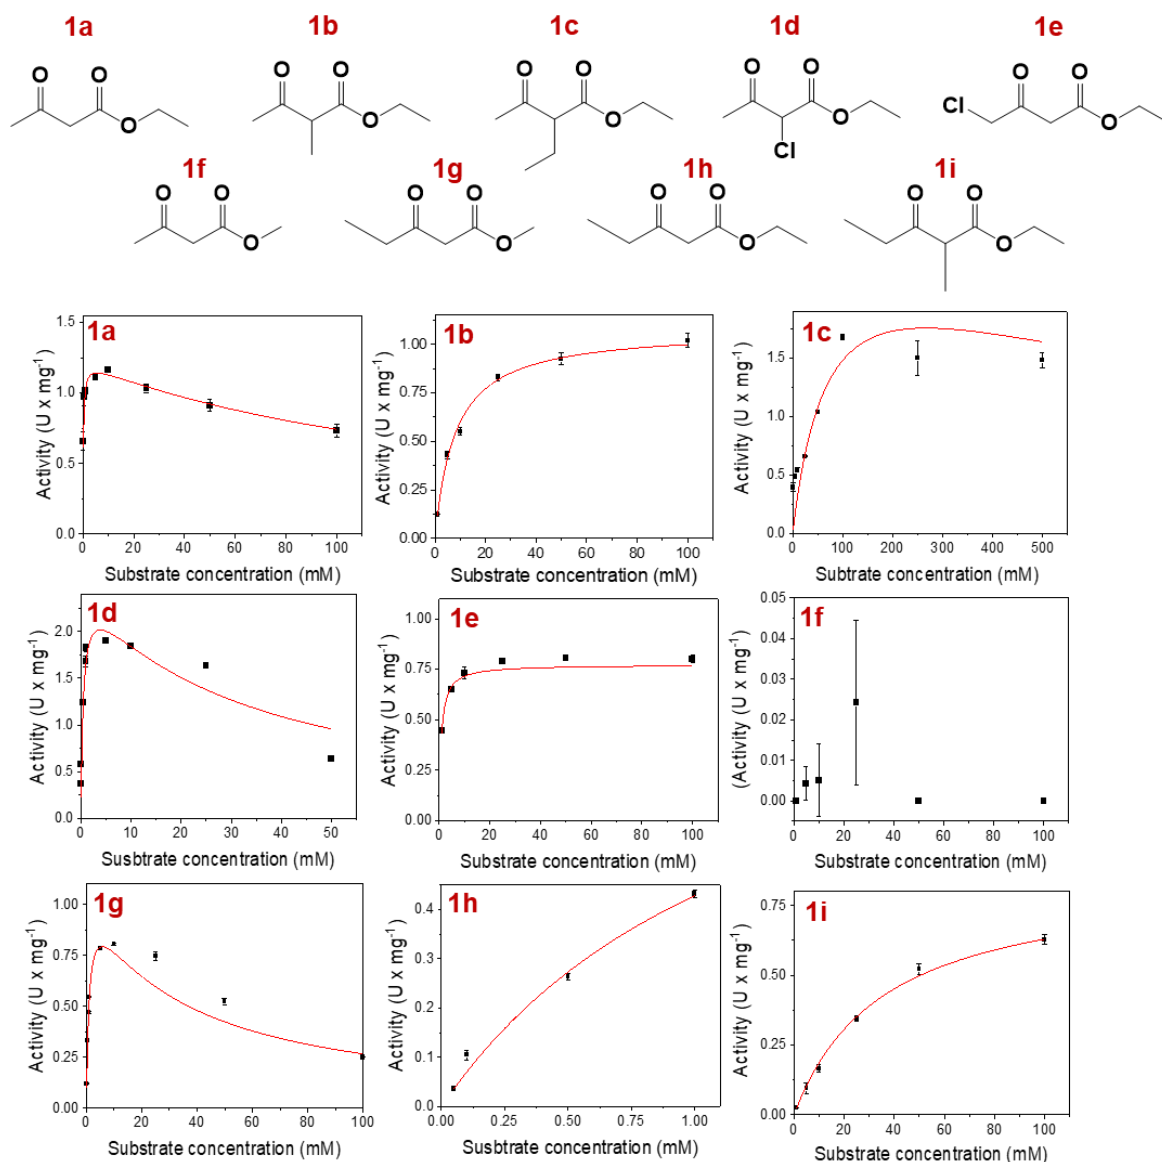 1a 1b 1c 1d 1e
O O O O O O O O O O
O O O O Cl O
Cl
1f 1g 1h 1i
O O O O O O O O
O O O O
1a 1b 1c
Activity (U x mg-1) 1.5 1.0 0.5 0.0
0 20 40 60 80 100
Substrate concentration (mM)
Activity (U x mg-1) 1.00 0.75 0.50 0.25 0.00
0 25 50 75 100
Substrate concentration (mM)
Activity (U x mg-1) 1.5 1.0 0.5 0.0
0 100 200 300 400 500
Substrate concentration (mM)
1d 1e 1f
Activity (U x mg-1) 2.0 1.5 1.0 0.5 0.0
0 10 20 30 40 50
Susbtrate concentration (mM)
Activity (U x mg-1) 1.00 0.75 0.50 0.25 0.00
0 20 40 60 80 100
Substrate concentration (mM)
(Activity (U x mg-1) 0.05 0.04 0.03 0.02 0.01 0.00
0 20 40 60 80 100
Substrate concentration (mM)
1g 1h 1i
Activity (U x mg-1) 1.00 0.75 0.50 0.25 0.00
0 20 40 60 80 100
Substrate concentration (mM)
Activity (U x mg-1) 0.4 0.3 0.2 0.1 0.0
0.00 0.25 0.50 0.75 1.00
Susbtrate concentration (mM)
Activity (U x mg-1) 0.75 0.50 0.25 0.00
0 20 40 60 80 100
Substrate concentration (mM)